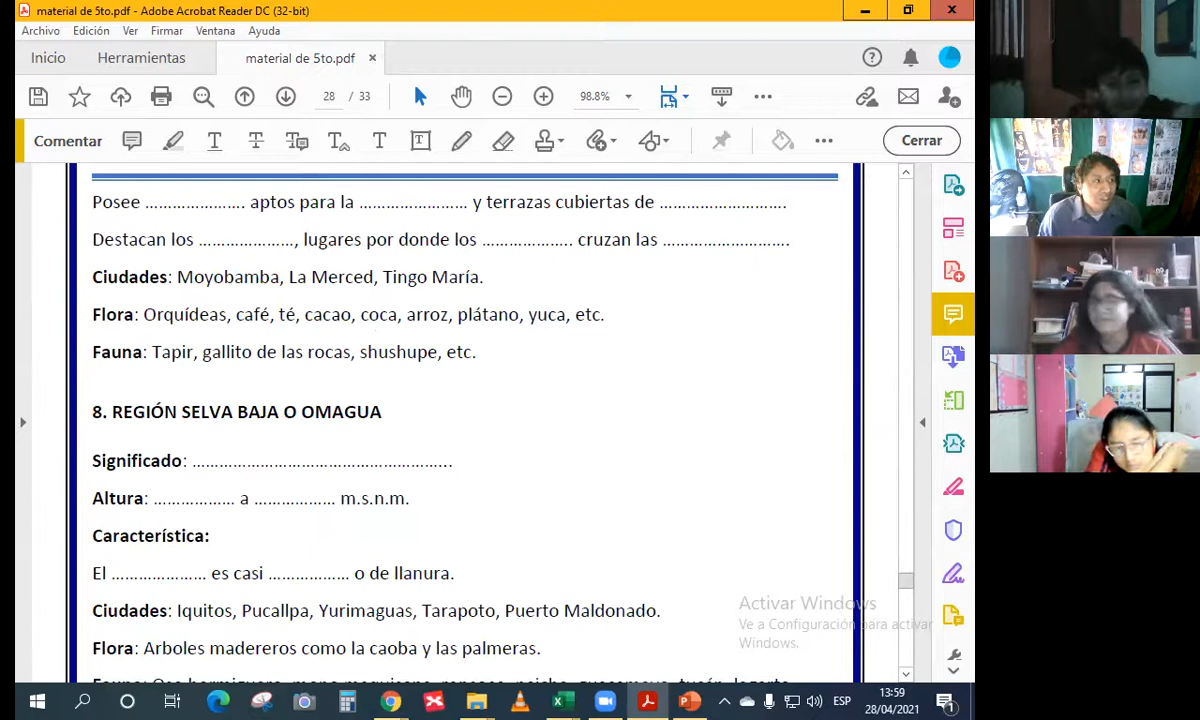 material de 5to.pdf - Adobe Acrobat Reader DC (32-bit)
Archivo Edición Ver Firmar Ventana Ayuda
Inicio Herramientas material de 5to.pdf ×
28 / 33 98.8%
Comentar Cerrar
Posee ………………….. aptos para la …………………….. y terrazas cubiertas de ……………………….
Destacan los …………………, lugares por donde los ……………….. cruzan las ……………………….
Ciudades: Moyobamba, La Merced, Tingo María.
Flora: Orquídeas, café, té, cacao, coca, arroz, plátano, yuca, etc.
Fauna: Tapir, gallito de las rocas, shushupe, etc.
8. REGIÓN SELVA BAJA O OMAGUA
Significado: …………………………………………………..
Altura: ……………… a ……………… m.s.n.m.
Característica:
El ………………… es casi ……………… o de llanura.
Ciudades: Iquitos, Pucallpa, Yurimaguas, Tarapoto, Puerto Maldonado.
Flora: Arboles madereros como la caoba y las palmeras.
Activar Windows
Ve a Configuración para activar
Windows.
ESP 13:59
28/04/2021
1